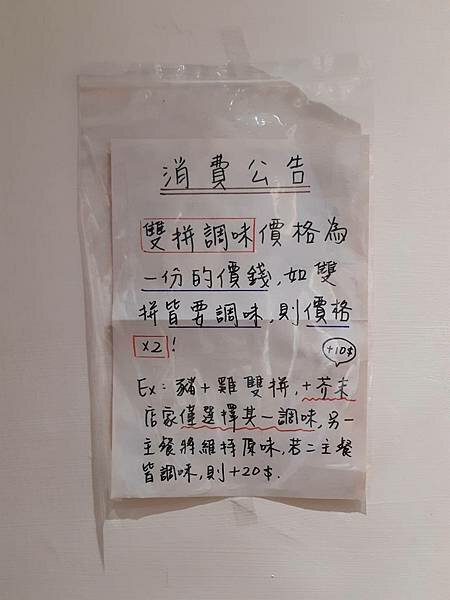 消費公告
雙拼調味價格為
一份的價錢,如雙
拼皆要調味,則價格
x2!
+10$
Ex:豬+雞雙拼,+芥末
店家僅選擇其一調味,另一
主餐將維持原味,若二主餐
皆調味,則+20$.